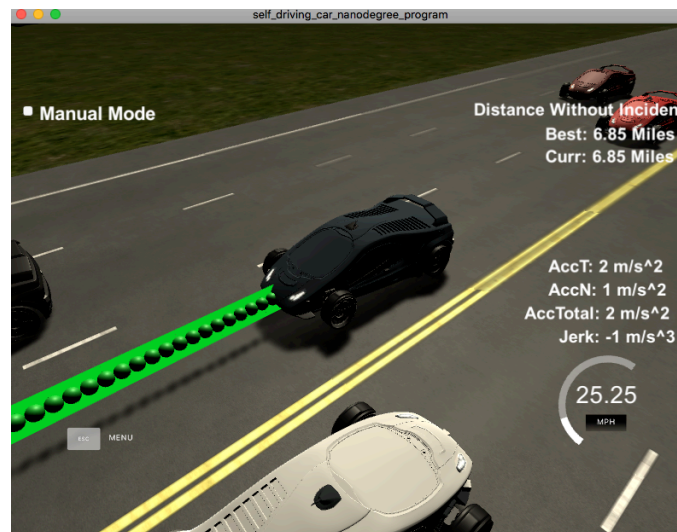 self_driving_car_nanodegree_program
Manual Mode
Distance Without Inciden
Best: 6.85 Miles
Curr: 6.85 Miles
AccT: 2 m/s^2
AccN: 1 m/s^2
AccTotal: 2 m/s^2
Jerk: -1 m/s^3
25.25
MPH
ESC MENU